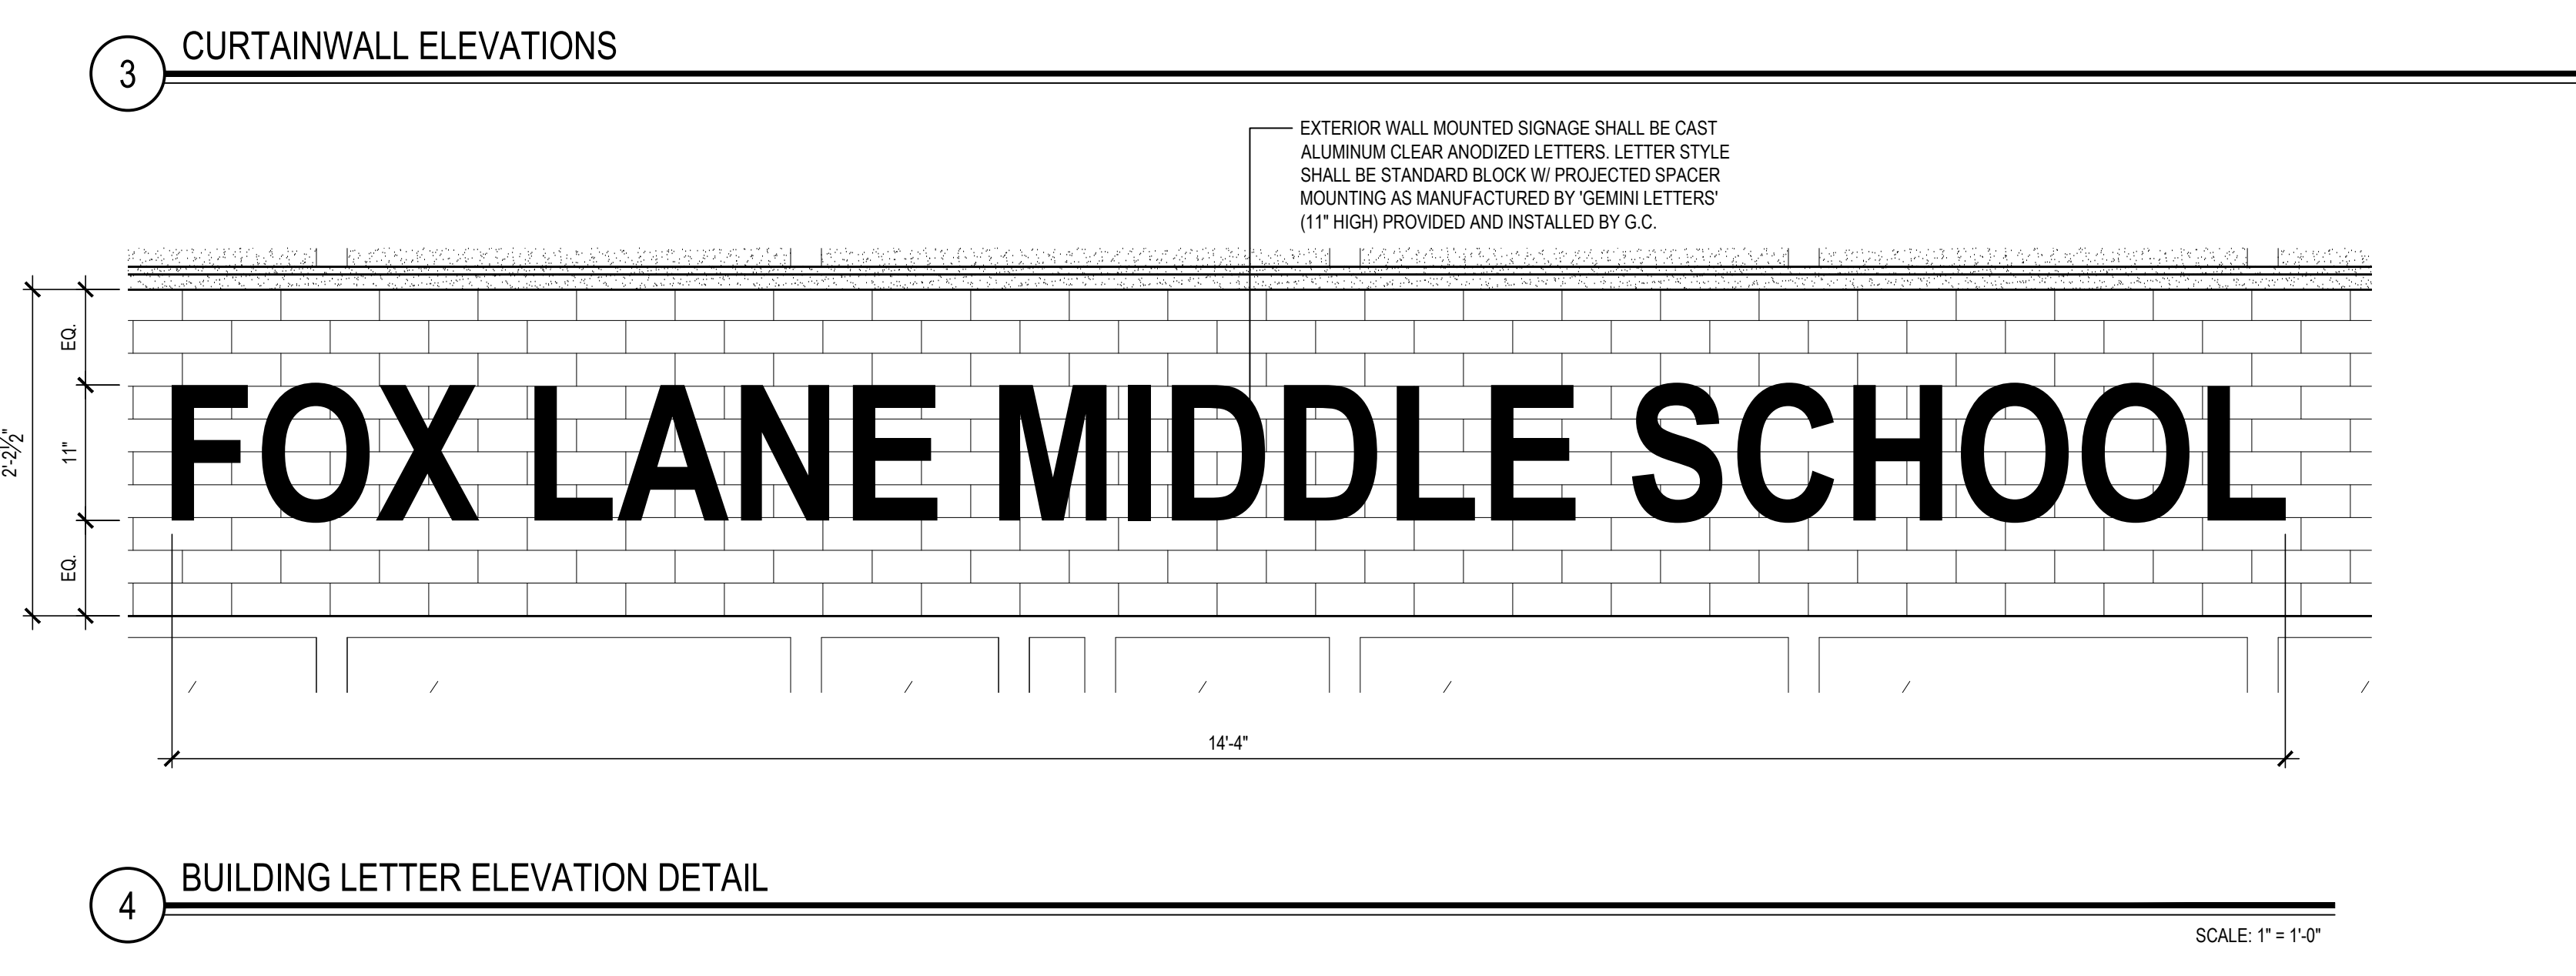 3
CURTAINWALL ELEVATIONS
EXTERIOR WALL MOUNTED SIGNAGE SHALL BE CAST
ALUMINUM CLEAR ANODIZED LETTERS. LETTER STYLE
SHALL BE STANDARD BLOCK W/ PROJECTED SPACER
MOUNTING AS MANUFACTURED BY 'GEMINI LETTERS'
(11" HIGH) PROVIDED AND INSTALLED BY G.C.
2'-2½"
EQ.
11"
EQ.
FOX LANE MIDDLE SCHOOL
14'-4"
4
BUILDING LETTER ELEVATION DETAIL
SCALE: 1" = 1'-0"